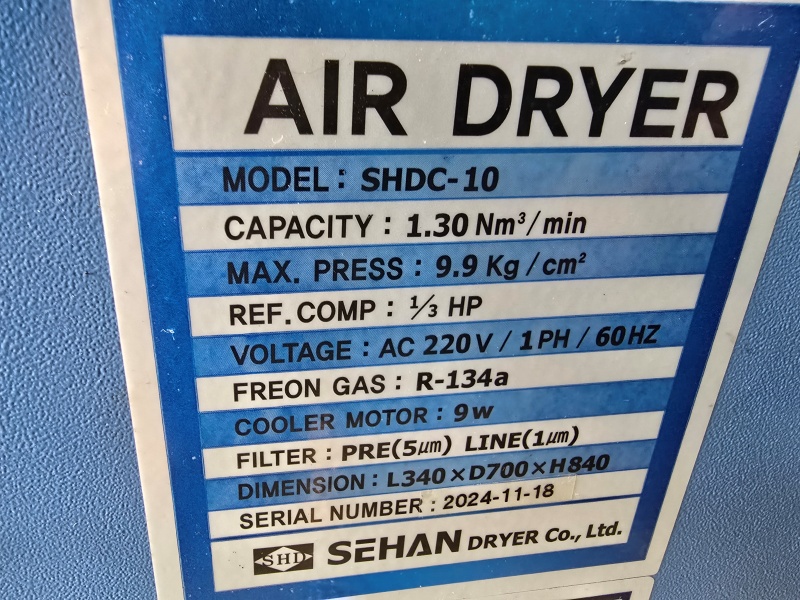 AIR DRYER
MODEL : SHDC-10
CAPACITY : 1.30 Nm³/min
MAX. PRESS : 9.9 Kg/cm²
REF. COMP : ⅓ HP
VOLTAGE : AC 220V / 1PH / 60HZ
FREON GAS : R-134a
COOLER MOTOR : 9w
FILTER : PRE(5㎛) LINE(1㎛)
DIMENSION : L340×D700×H840
SERIAL NUMBER : 2024-11-18
SHD SEHAN DRYER Co., Ltd.